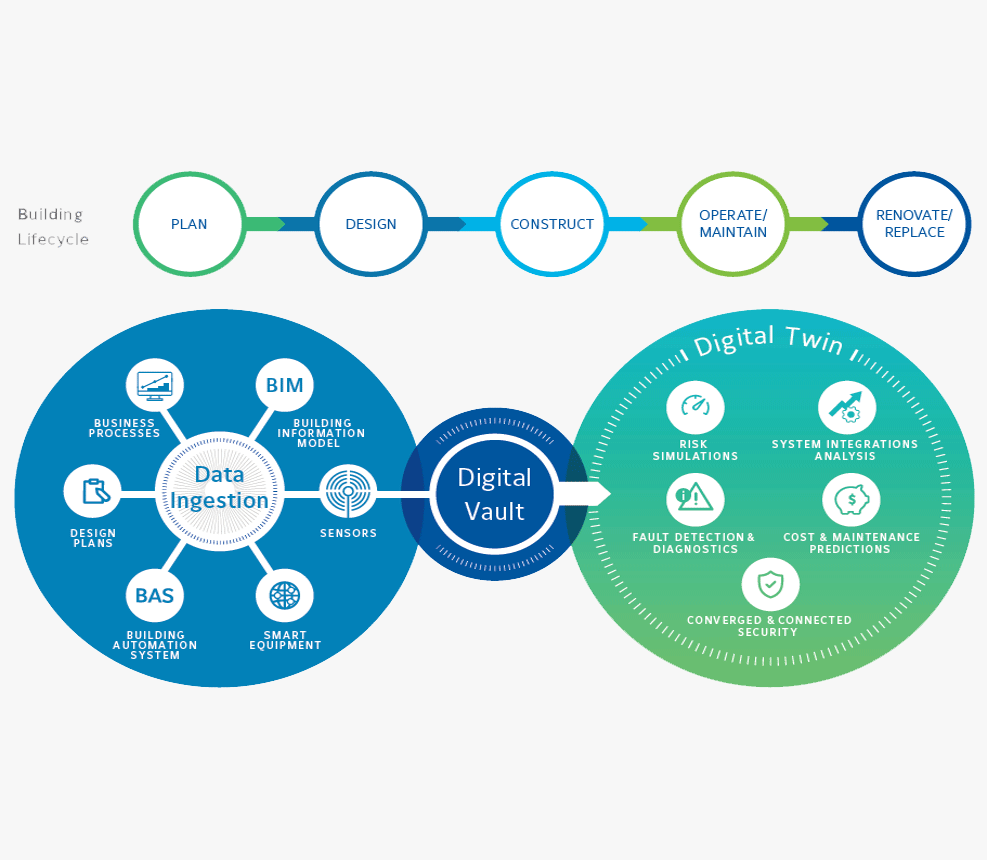 Building
Lifecycle
PLAN
DESIGN
CONSTRUCT
OPERATE/
MAINTAIN
RENOVATE/
REPLACE
BUSINESS
PROCESSES
BIM
BUILDING
INFORMATION
MODEL
Data
Ingestion
DESIGN
PLANS
SENSORS
BAS
BUILDING
AUTOMATION
SYSTEM
SMART
EQUIPMENT
Digital
Vault
Digital Twin
RISK
SIMULATIONS
SYSTEM INTEGRATIONS
ANALYSIS
i
!
FAULT DETECTION &
DIAGNOSTICS
$
COST & MAINTENANCE
PREDICTIONS
CONVERGED & CONNECTED
SECURITY